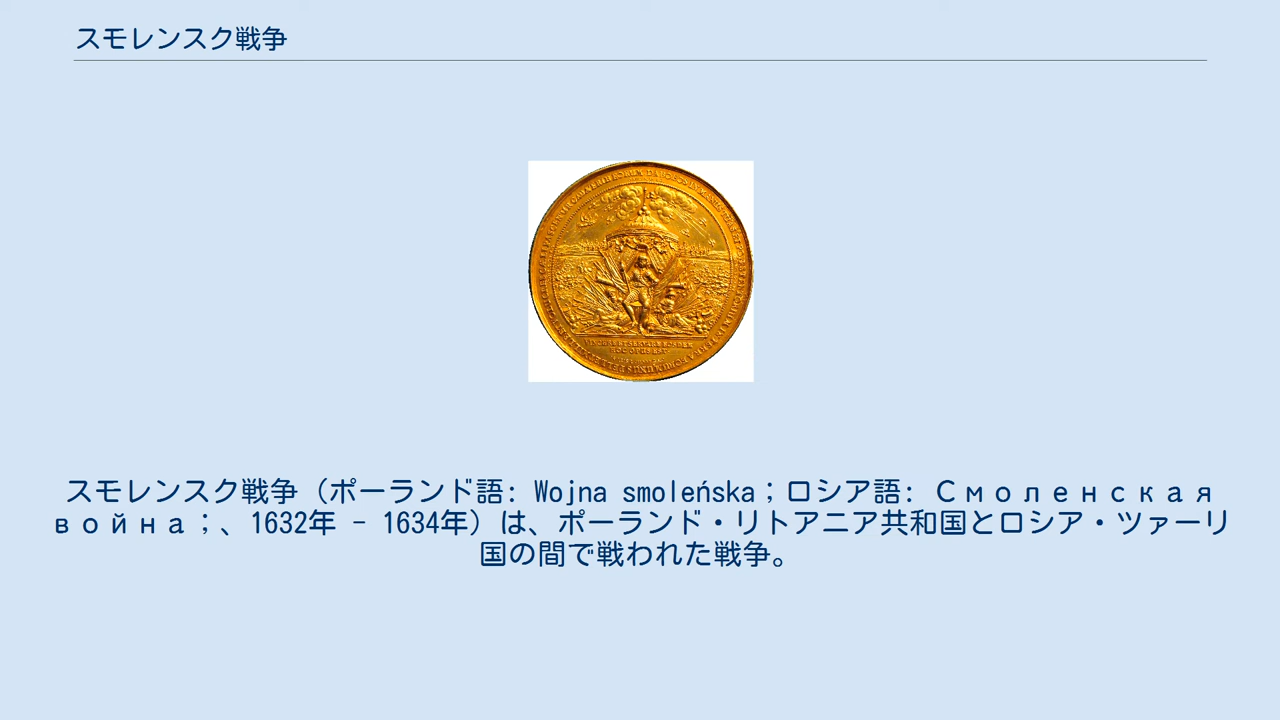 スモレンスク戦争
スモレンスク戦争（ポーランド語: Wojna smoleńska；ロシア語: Смоленская
война；、1632年 - 1634年）は、ポーランド・リトアニア共和国とロシア・ツァーリ
国の間で戦われた戦争。